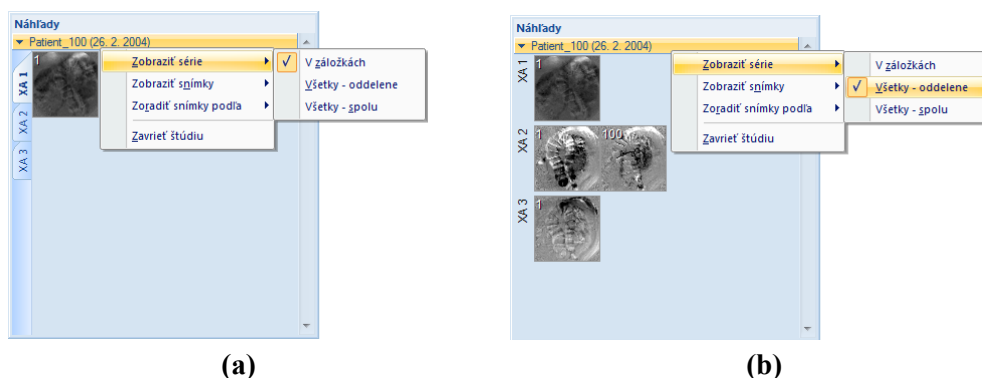 Náhľady
Patient_100 (26. 2. 2004)
XA 1
XA 2
XA 3
1
Zobraziť série
Zobraziť snímky
Zoradiť snímky podľa
Zavrieť štúdiu
V záložkách
Všetky - oddelene
Všetky - spolu
(a)
Náhľady
Patient_100 (26. 2. 2004)
XA 1
1
XA 2
1
100
XA 3
1
Zobraziť série
Zobraziť snímky
Zoradiť snímky podľa
Zavrieť štúdiu
V záložkách
Všetky - oddelene
Všetky - spolu
(b)